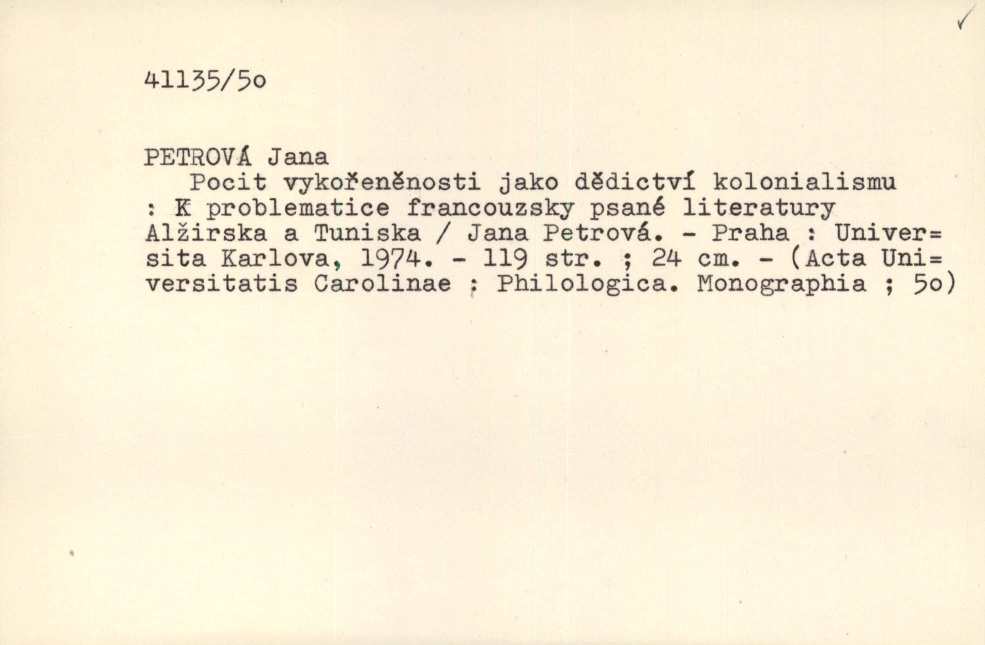 41135/5o
PETROVÁ Jana
Pocit vykořeněnosti jako dědictví kolonialismu
: K problematice francouzsky psané literatury
Alžirska a Tuniska / Jana Petrová. - Praha : Univer=
sita Karlova, 1974. - 119 str. ; 24 cm. - (Acta Uni=
versitatis Carolinae : Philologica. Monographia ; 5o)